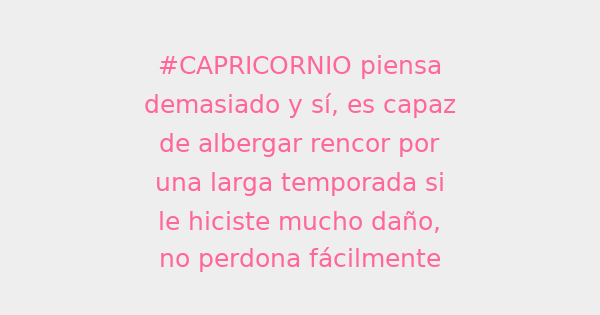 #CAPRICORNIO piensa
demasiado y sí, es capaz
de albergar rencor por
una larga temporada si
le hiciste mucho daño,
no perdona fácilmente